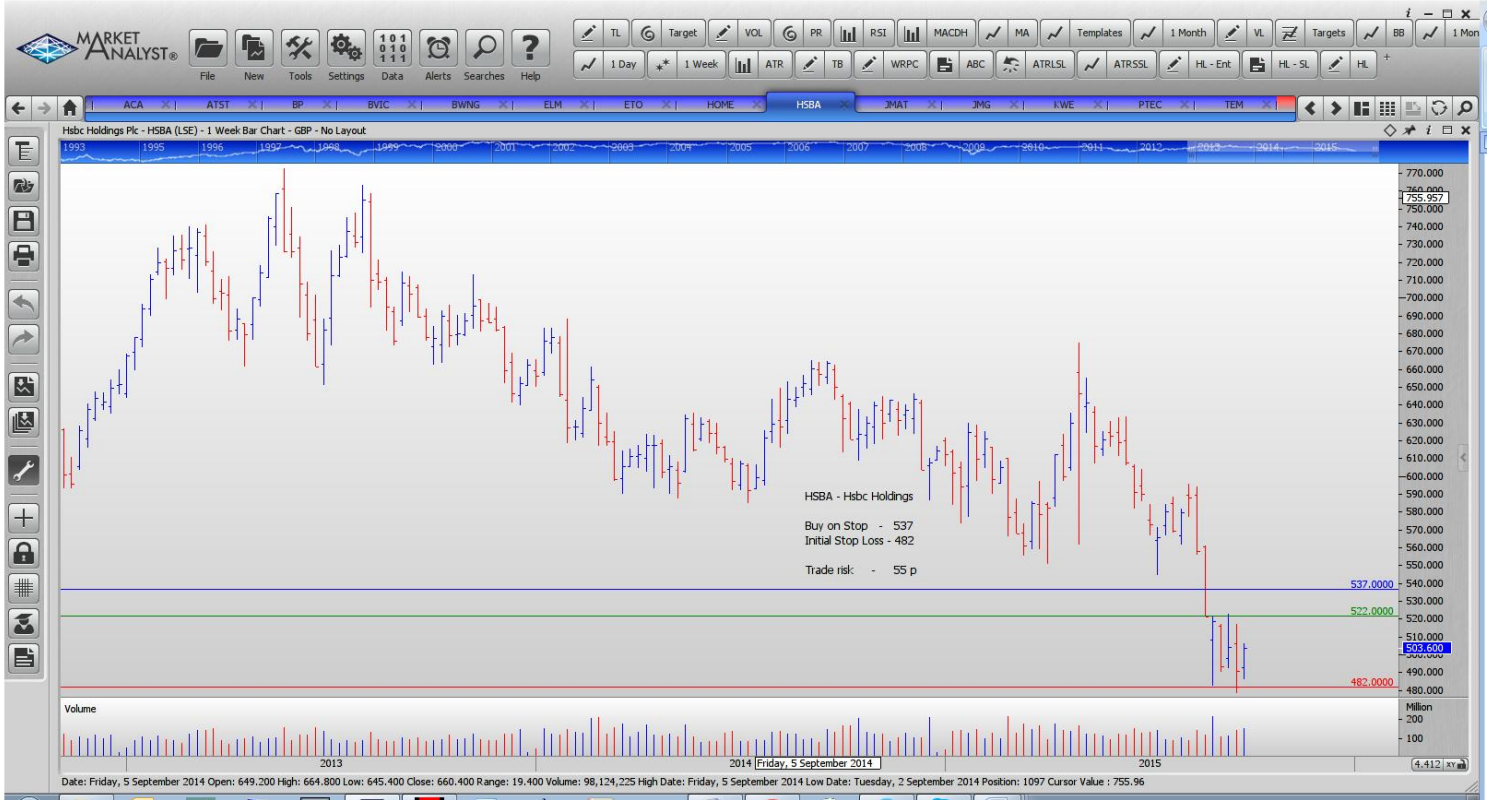 i
MARKET
ANALYST®
File New Tools Settings Data Alerts Searches Help
101
010
111
TL Target VOL PR RSI MACDH MA Templates 1 Month VL Targets BB 1 Mon
1 Day 1 Week ATR TB WRPC ABC ATRLSL ATRSSL HL - Ent HL - SL HL +
ACA ATST BP BVIC BWNG ELM ETO HOME HSBA JMAT JMG KWE PTEC TEM
Hsbc Holdings Plc - HSBA (LSE) - 1 Week Bar Chart - GBP - No Layout
1993 1995 1996 1997 1998 1999 2000 2001 2002 2003 2004 2005 2006 2007 2008 2009 2010 2011 2012 2013 2014 2015
770.000
760.000
755.957
750.000
740.000
730.000
720.000
710.000
700.000
690.000
680.000
670.000
660.000
650.000
640.000
630.000
620.000
610.000
600.000
590.000
580.000
570.000
560.000
550.000
540.000
530.000
520.000
510.000
503.600
500.000
490.000
480.000
HSBA - Hsbc Holdings
Buy on Stop - 537
Initial Stop Loss - 482
Trade risk - 55 p
537.0000
522.0000
482.0000
Volume
Million
200
100
2013 2014 Friday, 5 September 2014 2015
4.412 XY
Date: Friday, 5 September 2014 Open: 649.200 High: 664.800 Low: 645.400 Close: 660.400 Range: 19.400 Volume: 98,124,225 High Date: Friday, 5 September 2014 Low Date: Tuesday, 2 September 2014 Position: 1097 Cursor Value : 755.96